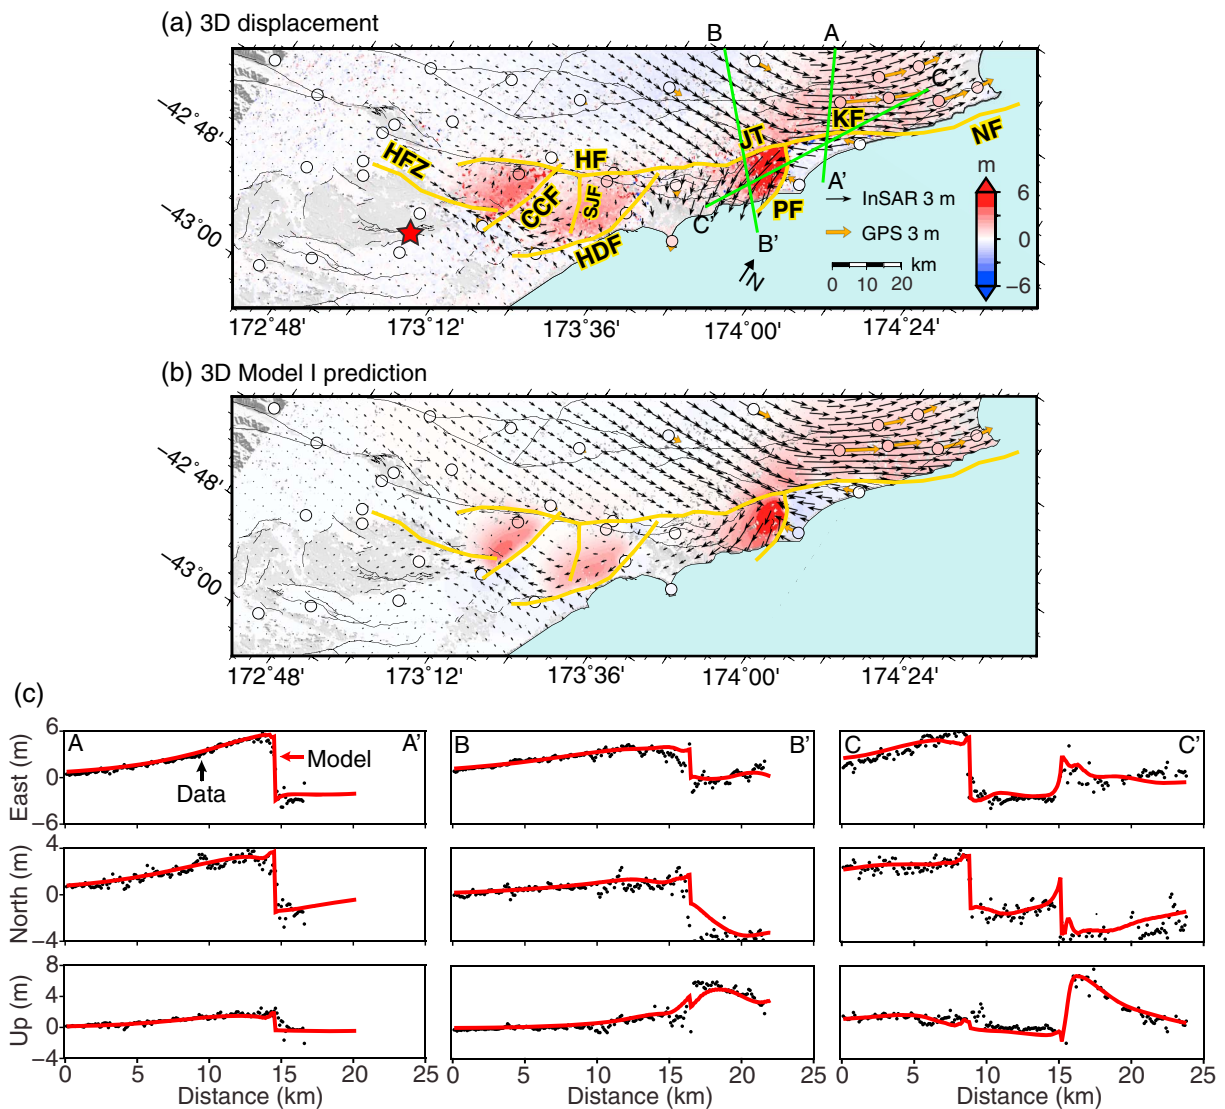 (a) 3D displacement
B
A
C
−42°48'
−43°00'
HFZ
HF
CCF
SJF
HDF
JT
KF
NF
PF
A'
C'
B'
N
m
6
0
−6
InSAR 3 m
GPS 3 m
km
0 10 20
172°48' 173°12' 173°36' 174°00' 174°24'
(b) 3D Model I prediction
−42°48'
−43°00'
172°48' 173°12' 173°36' 174°00' 174°24'
(c)
East (m)
6
0
−6
A A'
Model
Data
B B'
C C'
North (m)
4
0
−4
Up (m)
8
4
0
−4
0 5 10 15 20 25
0 5 10 15 20 25
0 5 10 15 20 25
Distance (km) Distance (km) Distance (km)